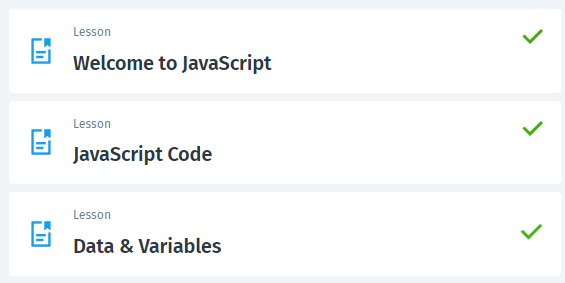 Lesson
Welcome to JavaScript
Lesson
JavaScript Code
Lesson
Data & Variables